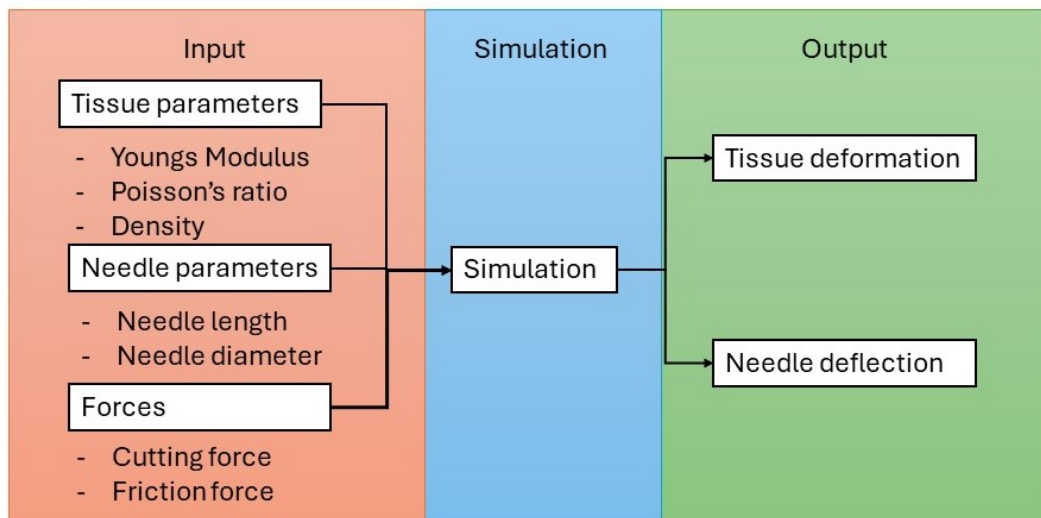 Input
Tissue parameters
- Youngs Modulus
- Poisson’s ratio
- Density
Needle parameters
- Needle length
- Needle diameter
Forces
- Cutting force
- Friction force
Simulation
Simulation
Output
Tissue deformation
Needle deflection